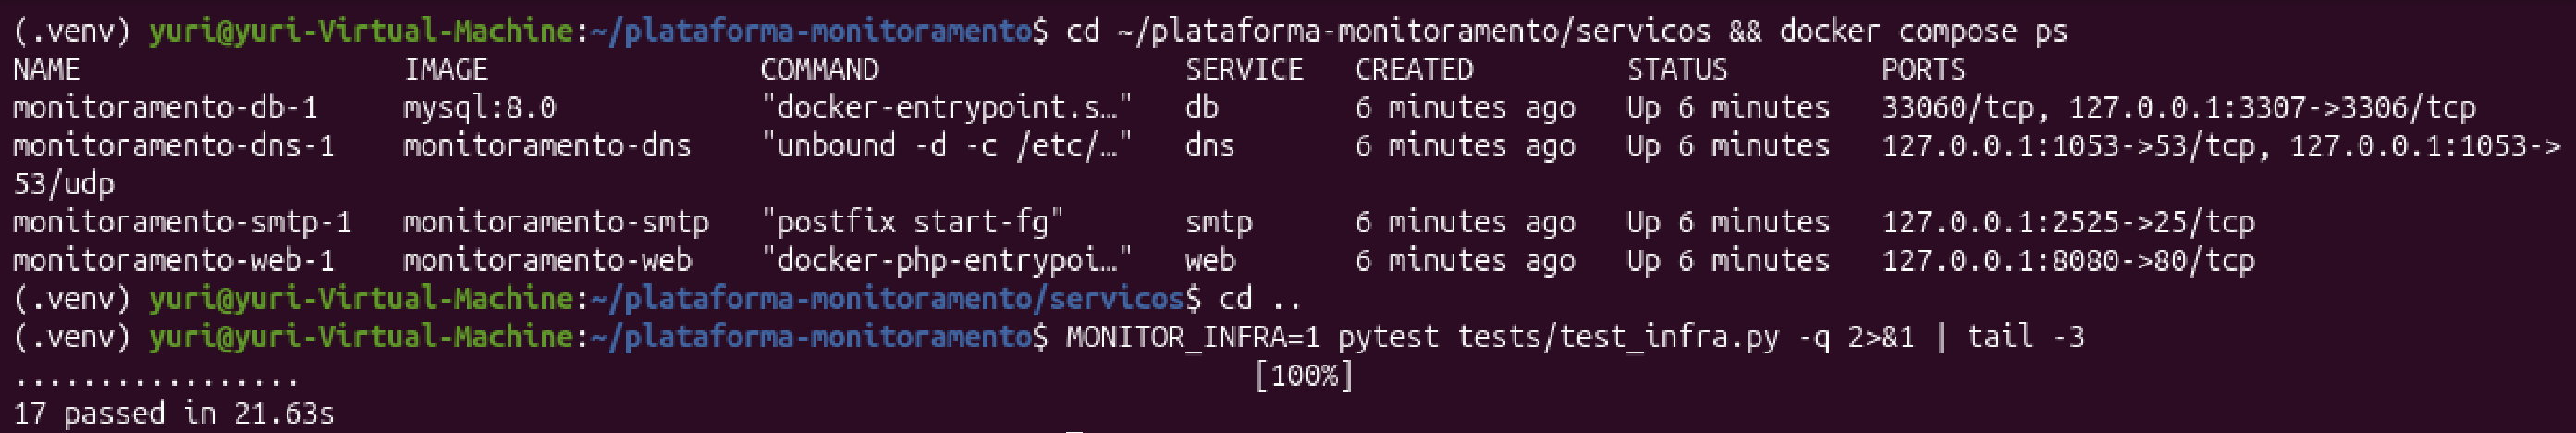 (.venv) yuri@yuri-Virtual-Machine:~/plataforma-monitoramento$ cd ~/plataforma-monitoramento/servicos && docker compose ps
NAME                    IMAGE                COMMAND                  SERVICE   CREATED         STATUS         PORTS
monitoramento-db-1      mysql:8.0            "docker-entrypoint.s…"   db        6 minutes ago   Up 6 minutes   33060/tcp, 127.0.0.1:3307->3306/tcp
monitoramento-dns-1     monitoramento-dns    "unbound -d -c /etc/…"   dns       6 minutes ago   Up 6 minutes   127.0.0.1:1053->53/tcp, 127.0.0.1:1053->
53/udp
monitoramento-smtp-1    monitoramento-smtp   "postfix start-fg"       smtp      6 minutes ago   Up 6 minutes   127.0.0.1:2525->25/tcp
monitoramento-web-1     monitoramento-web    "docker-php-entrypoi…"   web       6 minutes ago   Up 6 minutes   127.0.0.1:8080->80/tcp
(.venv) yuri@yuri-Virtual-Machine:~/plataforma-monitoramento/servicos$ cd ..
(.venv) yuri@yuri-Virtual-Machine:~/plataforma-monitoramento$ MONITOR_INFRA=1 pytest tests/test_infra.py -q 2>&1 | tail -3
.................                                                        [100%]
17 passed in 21.63s